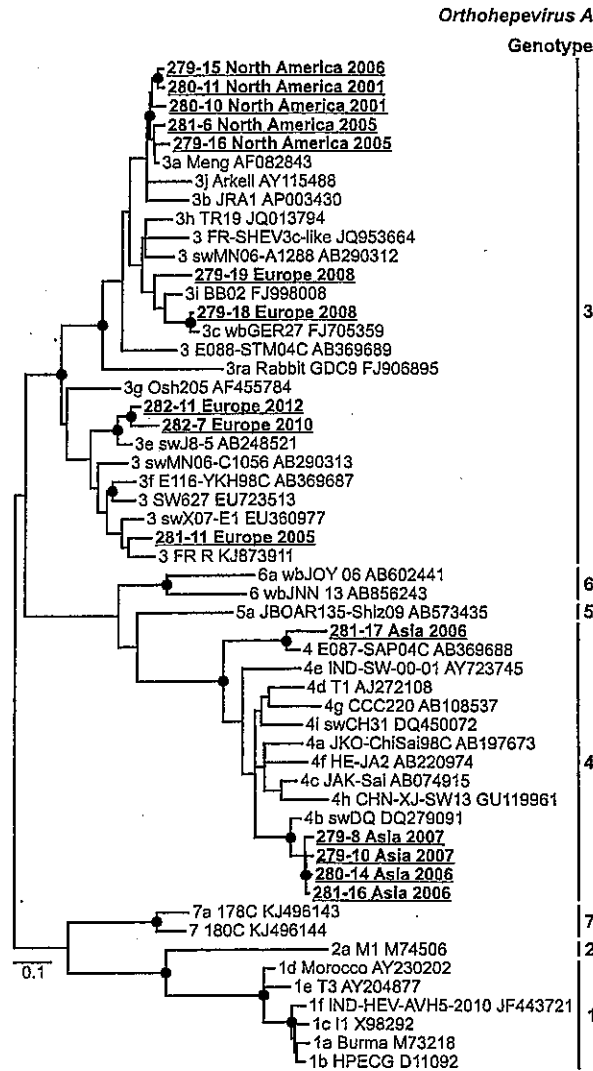 Orthohepevirus A
Genotype
279-15 North America 2006
280-11 North America 2001
280-10 North America 2001
281-6 North America 2005
279-16 North America 2005
3a Meng AF082843
3j Arkell AY115488
3b JRA1 AP003430
3h TR19 JQ013794
3 FR-SHEV3c-like JQ953664
3 swMN06-A1288 AB290312
279-19 Europe 2008
3i BB02 FJ998008
279-18 Europe 2008
3c wbGER27 FJ705359
3 E088-STM04C AB369689
3ra Rabbit GDC9 FJ906895
3g Osh205 AF455784
282-11 Europe 2012
282-7 Europe 2010
3e swJ8-5 AB248521
3 swMN06-C1056 AB290313
3f E116-YKH98C AB369687
3 SW627 EU723513
3 swX07-E1 EU360977
281-11 Europe 2005
3 FR R KJ873911
3
6a wbJOY 06 AB602441
6 wbJNN 13 AB856243
6
5a JBOAR135-Shiz09 AB573435
5
281-17 Asia 2006
4 E087-SAP04C AB369688
4e IND-SW-00-01 AY723745
4d T1 AJ272108
4g CCC220 AB108537
4i swCH31 DQ450072
4a JKO-ChiSai98C AB197673
4f HE-JA2 AB220974
4c JAK-Sai AB074915
4h CHN-XJ-SW13 GU119961
4b swDQ DQ279091
279-8 Asia 2007
279-10 Asia 2007
280-14 Asia 2006
281-16 Asia 2006
4
7a 178C KJ496143
7 180C KJ496144
7
2a M1 M74506
2
1d Morocco AY230202
1e T3 AY204877
1f IND-HEV-AVH5-2010 JF443721
1c I1 X98292
1a Burma M73218
1b HPECG D11092
1
0.1